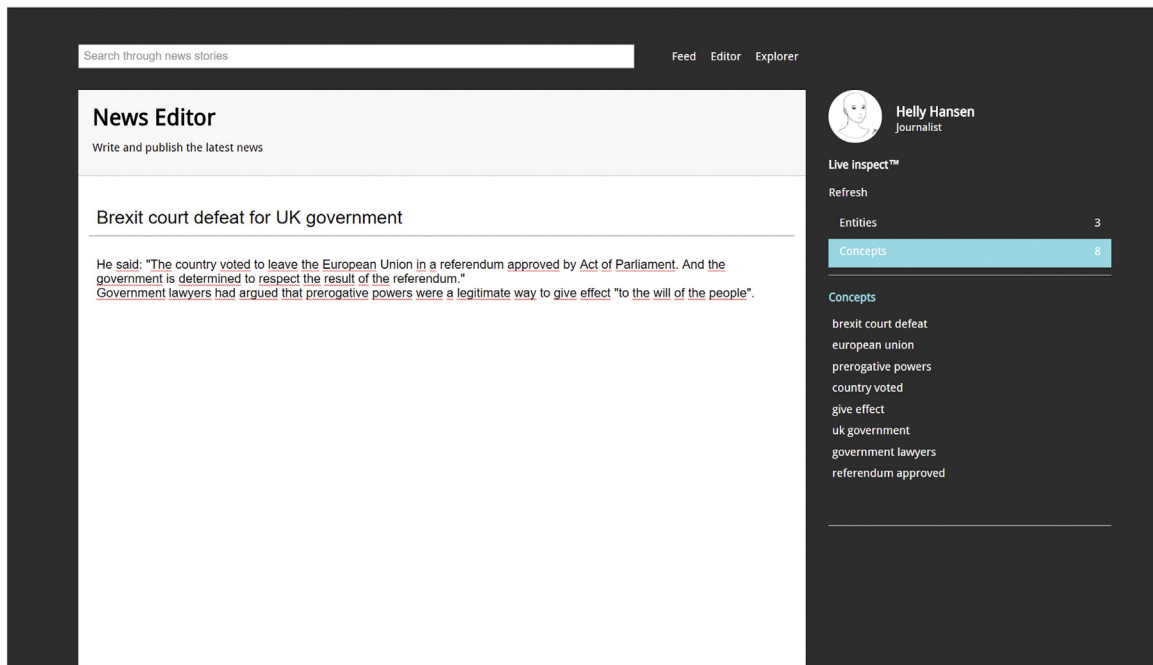 Search through news stories
Feed Editor Explorer
News Editor
Write and publish the latest news
Brexit court defeat for UK government
He said: "The country voted to leave the European Union in a referendum approved by Act of Parliament. And the
government is determined to respect the result of the referendum."
Government lawyers had argued that prerogative powers were a legitimate way to give effect "to the will of the people".
Helly Hansen
Journalist
Live inspect™
Refresh
Entities 3
Concepts 8
Concepts
brexit court defeat
european union
prerogative powers
country voted
give effect
uk government
government lawyers
referendum approved